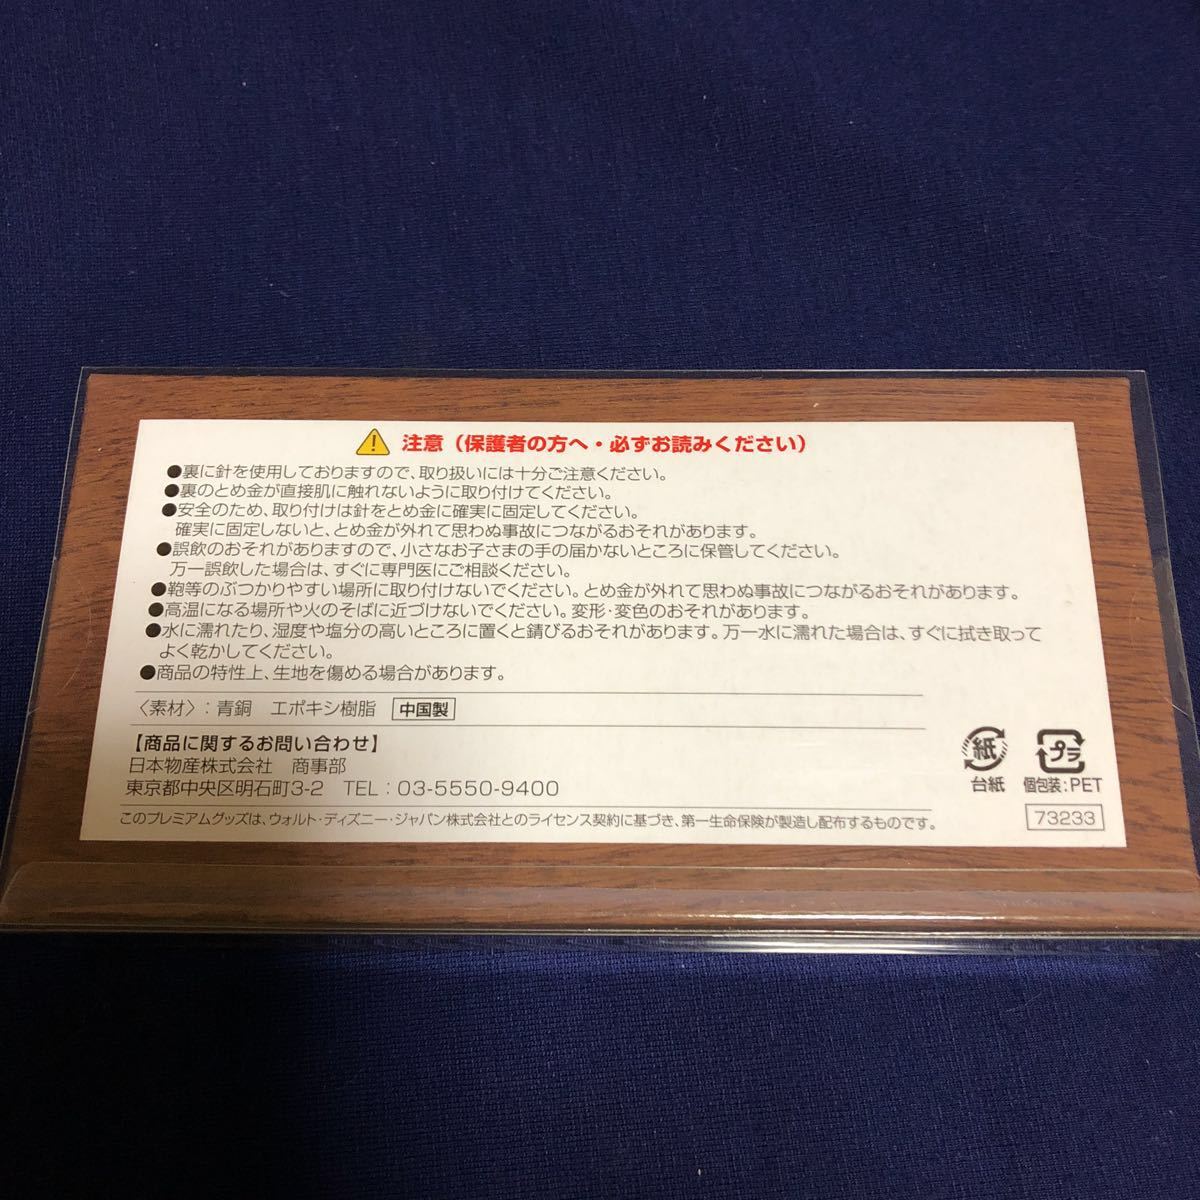 注意（保護者の方へ・必ずお読みください）
●裏に針を使用しておりますので、取り扱いには十分ご注意ください。
●裏のとめ金が直接肌に触れないように取り付けてください。
●安全のため、取り付けは針をとめ金に確実に固定してください。
確実に固定しないと、とめ金が外れて思わぬ事故につながるおそれがあります。
●誤飲のおそれがありますので、小さなお子さまの手の届かないところに保管してください。
万一誤飲した場合は、すぐに専門医にご相談ください。
●鞄等のぶつかりやすい場所に取り付けないでください。とめ金が外れて思わぬ事故につながるおそれがあります。
●高温になる場所や火のそばに近づけないでください。変形・変色のおそれがあります。
●水に濡れたり、湿度や塩分の高いところに置くと錆びるおそれがあります。万一水に濡れた場合は、すぐに拭き取って
よく乾かしてください。
●商品の特性上、生地を傷める場合があります。
〈素材〉：青銅　エポキシ樹脂　中国製
【商品に関するお問い合わせ】
日本物産株式会社　商事部
東京都中央区明石町3-2　TEL：03-5550-9400
このプレミアムグッズは、ウォルト・ディズニー・ジャパン株式会社とのライセンス契約に基づき、第一生命保険が製造し配布するものです。
紙
台紙
プラ
個包装：PET
73233